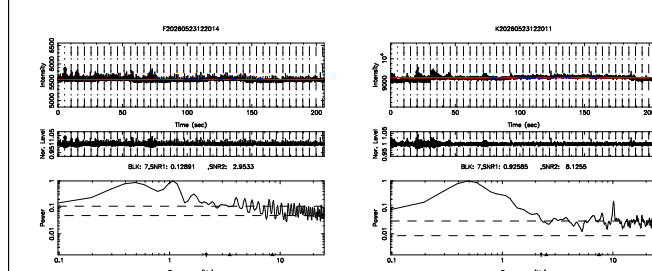 F20260523122014
K20260523122011
Intensity
5000 5500 6000 6500
0 50 100 150 200
Time (sec)
Intensity
9000 10⁴
0 50 100 150 200
Time (sec)
Nor. Level
0.95 1 1.05
Nor. Level
0.95 1 1.05
BLK: 7,SNR1: 0.12891 ,SNR2: 2.9533
BLK: 7,SNR1: 0.92585 ,SNR2: 8.1255
Power
0.01 0.1 1
0.1 1 10
Power
0.01 0.1 1
0.1 1 10